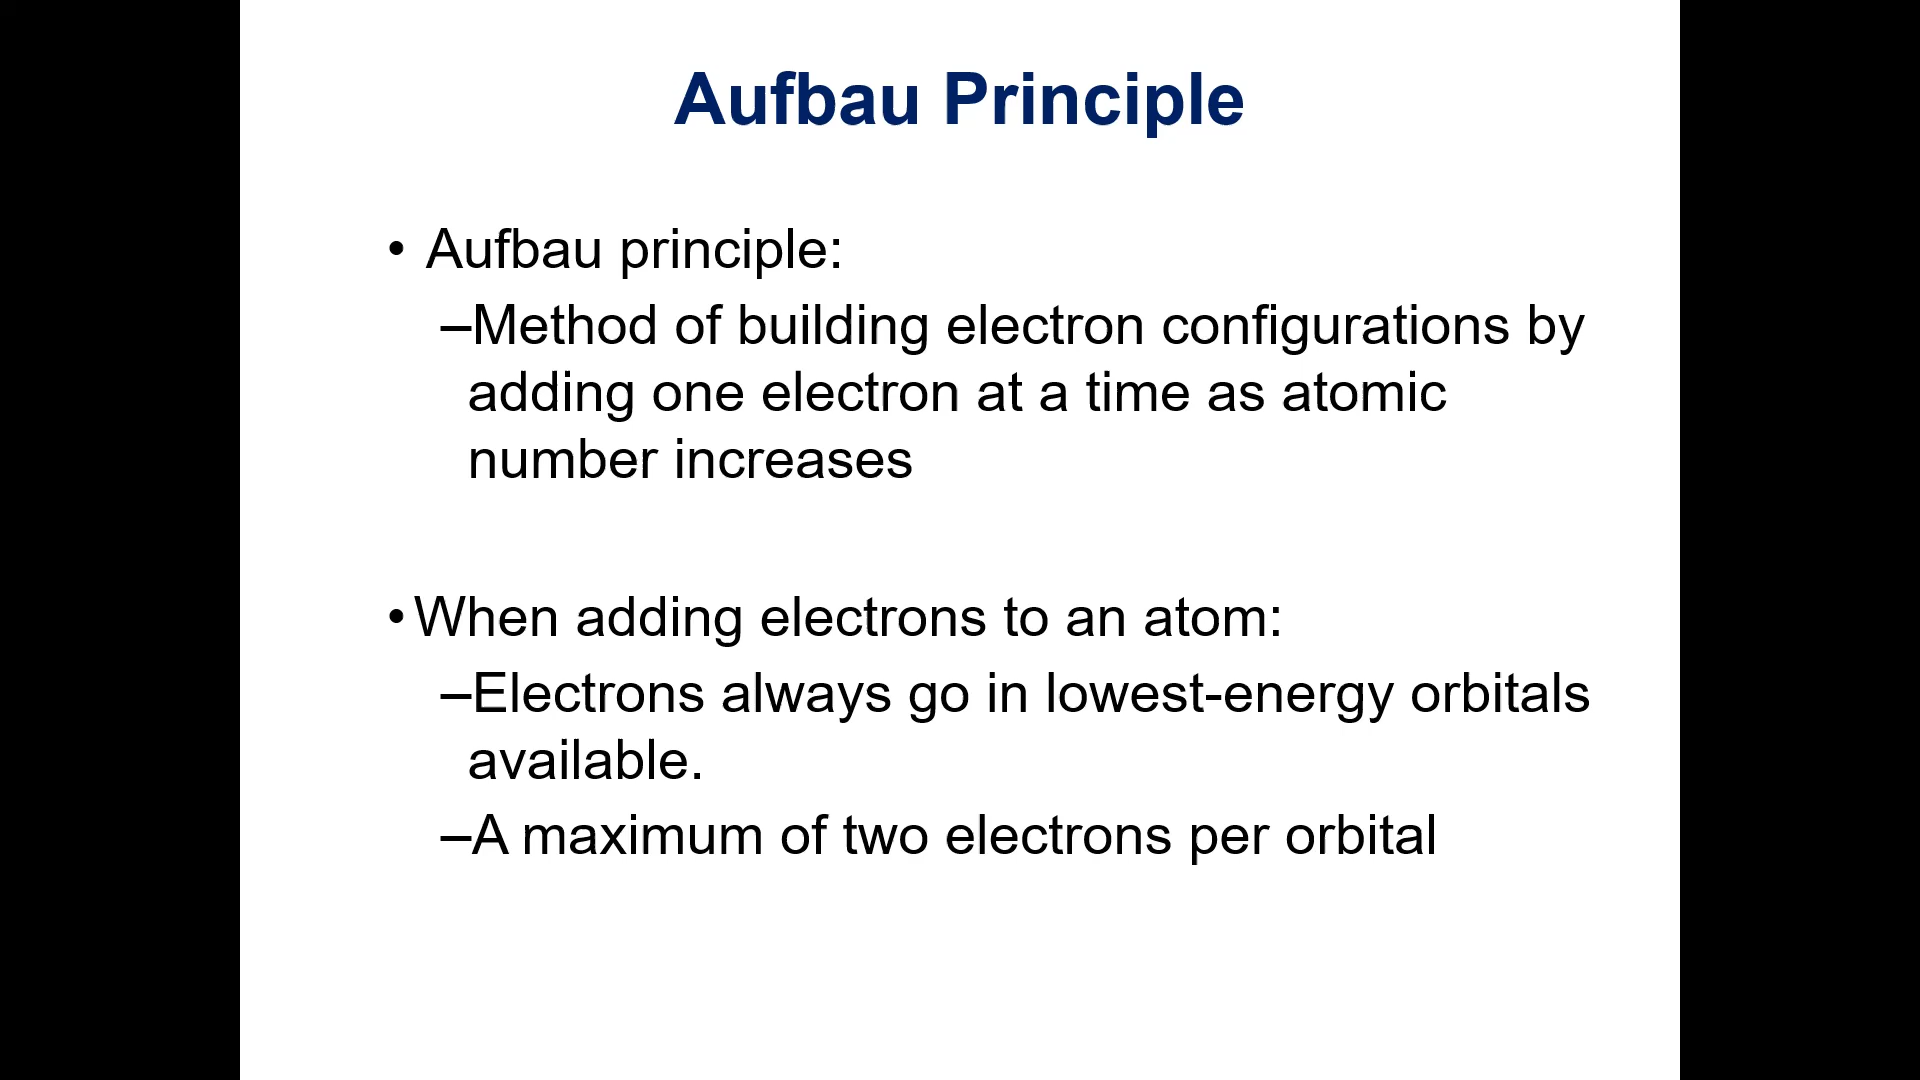 Aufbau Principle
• Aufbau principle:
–Method of building electron configurations by
adding one electron at a time as atomic
number increases
•When adding electrons to an atom:
–Electrons always go in lowest-energy orbitals
available.
–A maximum of two electrons per orbital